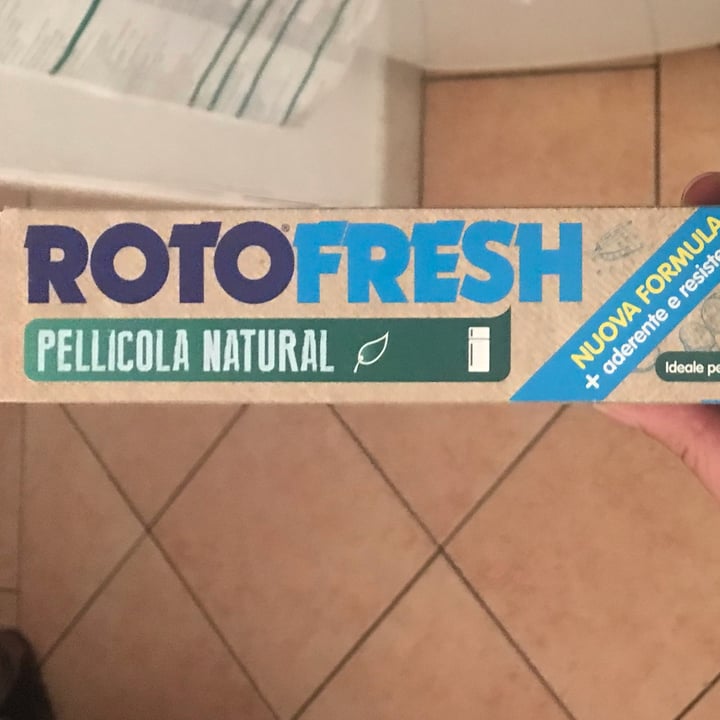 ROTOFRESH®
PELLICOLA NATURAL
NUOVA FORMULA
+ aderente e
Ideale